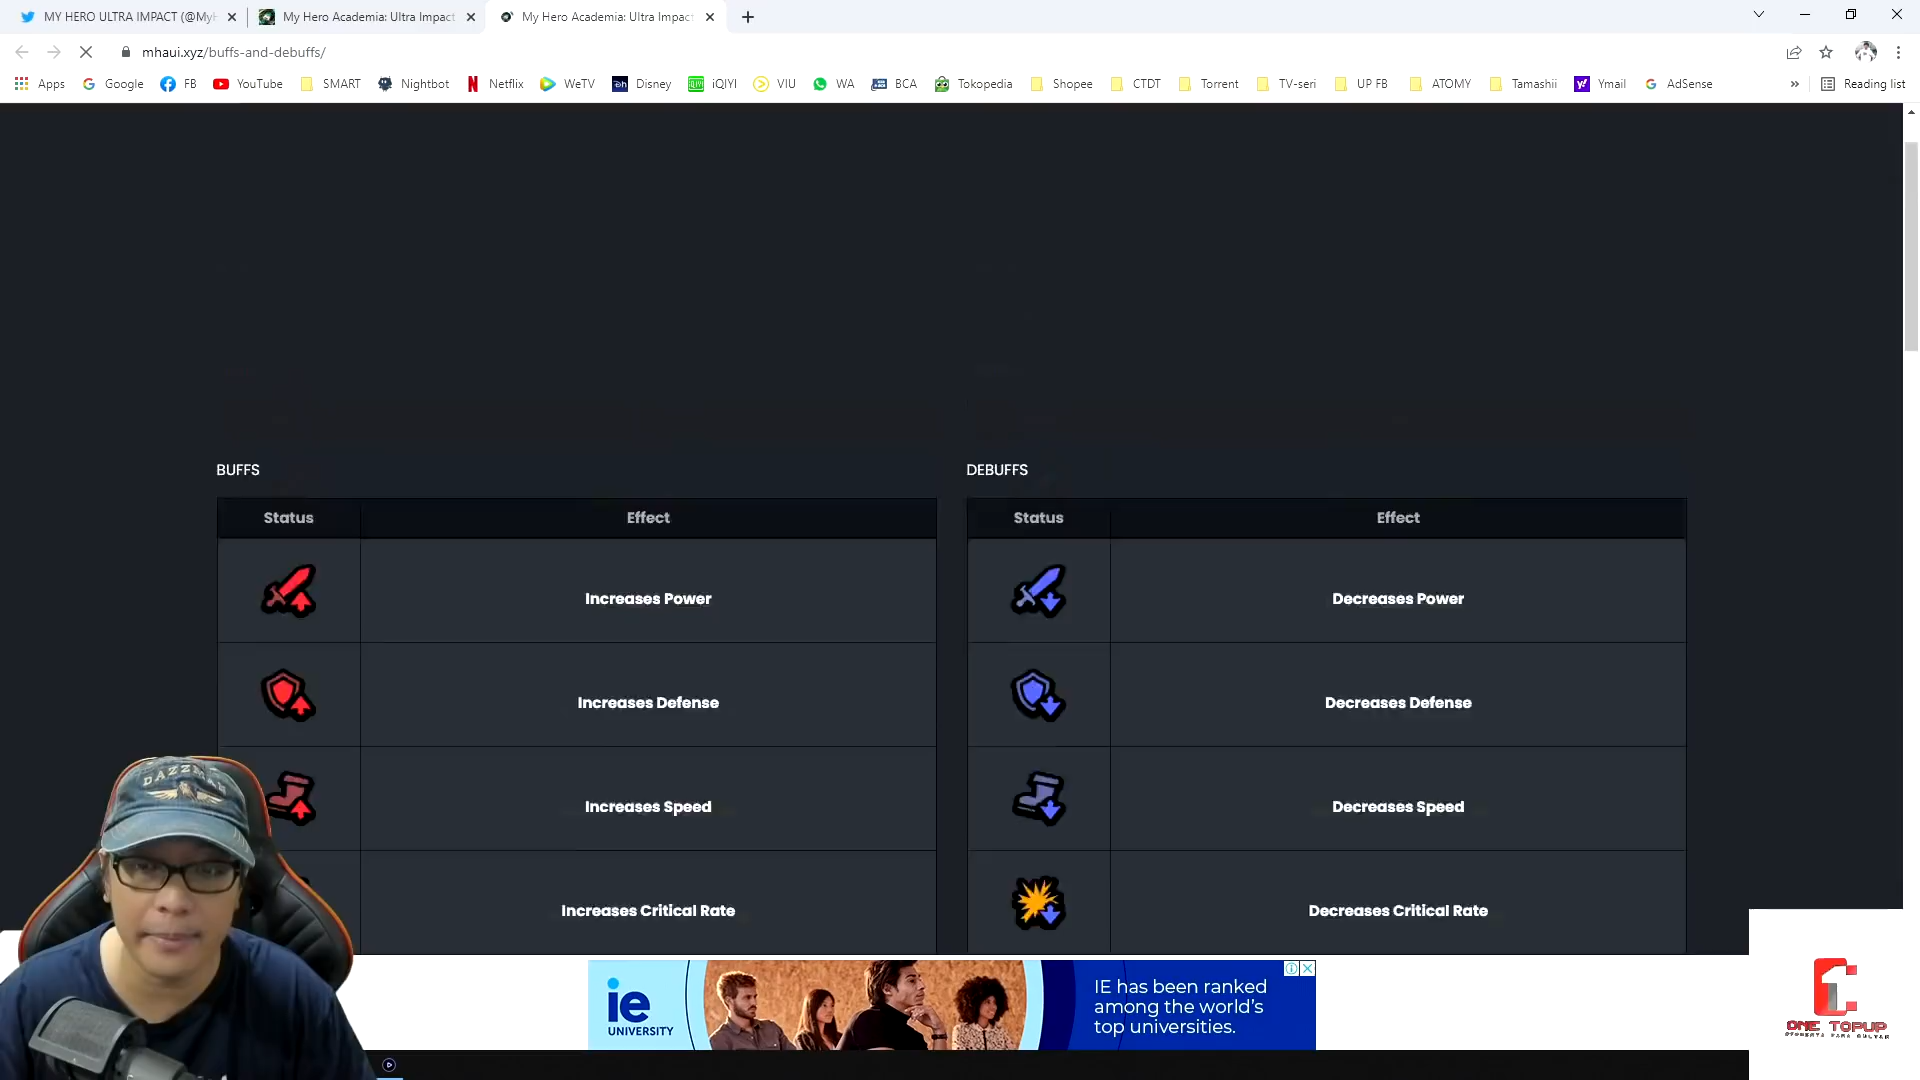 MY HERO ULTRA IMPACT (@MyH
My Hero Academia: Ultra Impact
My Hero Academia: Ultra Impact
mhaui.xyz/buffs-and-debuffs/
Apps
Google
FB
YouTube
SMART
Nightbot
Netflix
WeTV
Disney
iQIYI
VIU
WA
BCA
Tokopedia
Shopee
CTDT
Torrent
TV-seri
UP FB
ATOMY
Tamashii
Ymail
AdSense
»
Reading list
BUFFS
Status Effect
Increases Power
Increases Defense
Increases Speed
Increases Critical Rate
DEBUFFS
Status Effect
Decreases Power
Decreases Defense
Decreases Speed
Decreases Critical Rate
ie
UNIVERSITY
IE has been ranked
among the world's
top universities.
ONE TOPUP